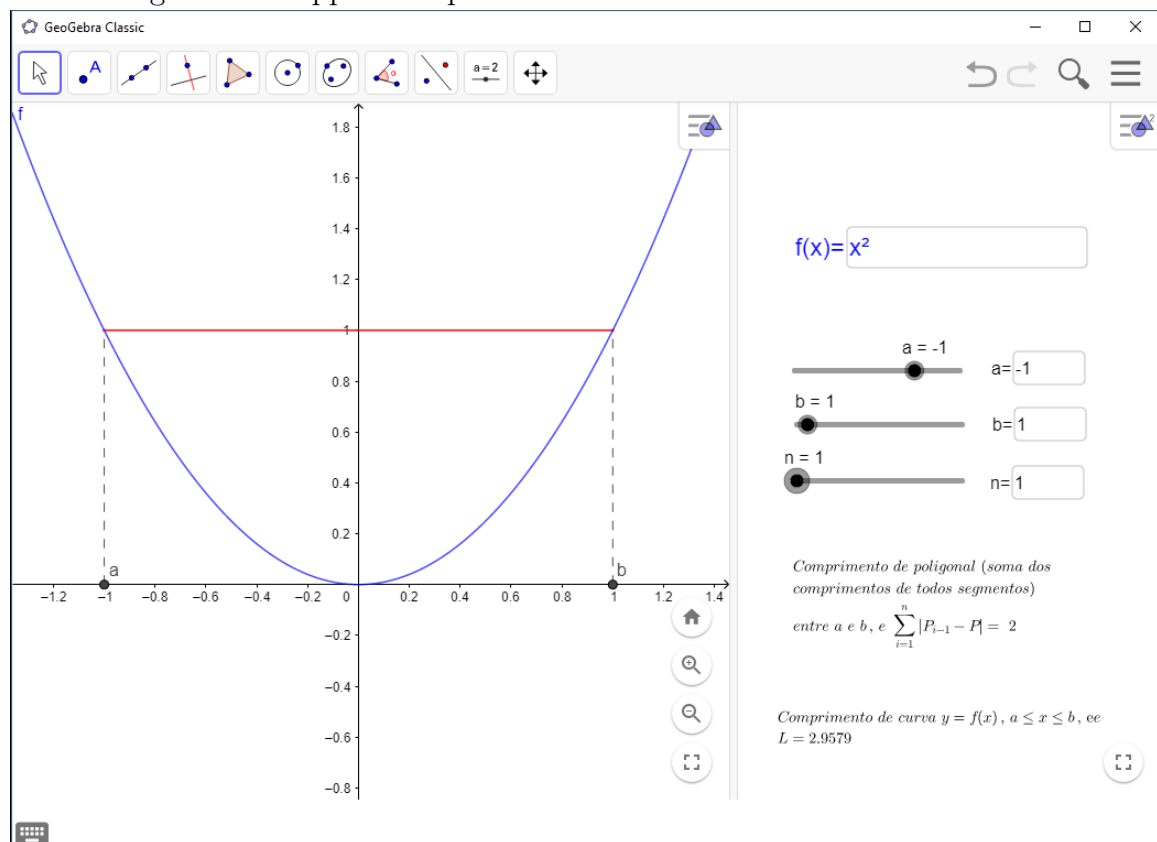 GeoGebra Classic
A
α
a=2
f
1.8
1.6
1.4
1.2
1
0.8
0.6
0.4
0.2
a
b
−1.2 −1 −0.8 −0.6 −0.4 −0.2 0 0.2 0.4 0.6 0.8 1 1.2 1.4
−0.2
−0.4
−0.6
−0.8
2
f(x)= x²
a = -1
a= -1
b = 1
b= 1
n = 1
n= 1
Comprimento de poligonal (soma dos
comprimentos de todos segmentos)
entre a e b, e ∑ⁿᵢ₌₁ |Pᵢ₋₁ − P| = 2
Comprimento de curva y = f(x), a ≤ x ≤ b, ee
L = 2.9579